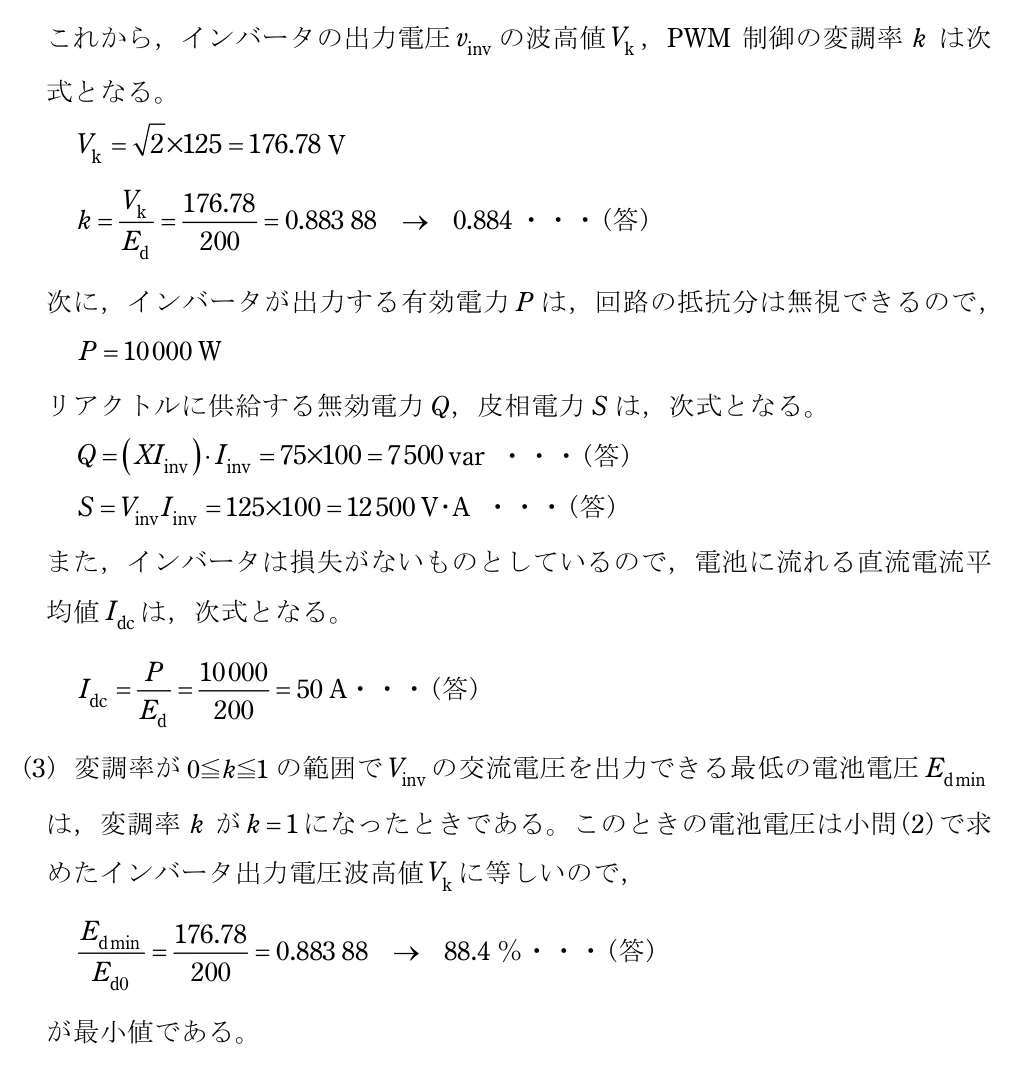 これから，インバータの出力電圧 v_inv の波高値 V_k，PWM 制御の変調率 k は次
式となる。
V_k = √2×125 = 176.78 V
k = V_k/E_d = 176.78/200 = 0.883 88 → 0.884 ・・・（答）
次に，インバータが出力する有効電力 P は，回路の抵抗分は無視できるので，
P = 10 000 W
リアクトルに供給する無効電力 Q，皮相電力 S は，次式となる。
Q = (XI_inv)·I_inv = 75×100 = 7 500 var ・・・（答）
S = V_inv I_inv = 125×100 = 12 500 V·A ・・・（答）
また，インバータは損失がないものとしているので，電池に流れる直流電流平
均値 I_dc は，次式となる。
I_dc = P/E_d = 10 000/200 = 50 A・・・（答）
(3) 変調率が 0≦k≦1 の範囲で V_inv の交流電圧を出力できる最低の電池電圧 E_d min
は，変調率 k が k = 1 になったときである。このときの電池電圧は小問(2)で求
めたインバータ出力電圧波高値 V_k に等しいので，
E_d min/E_d0 = 176.78/200 = 0.883 88 → 88.4 %・・・（答）
が最小値である。